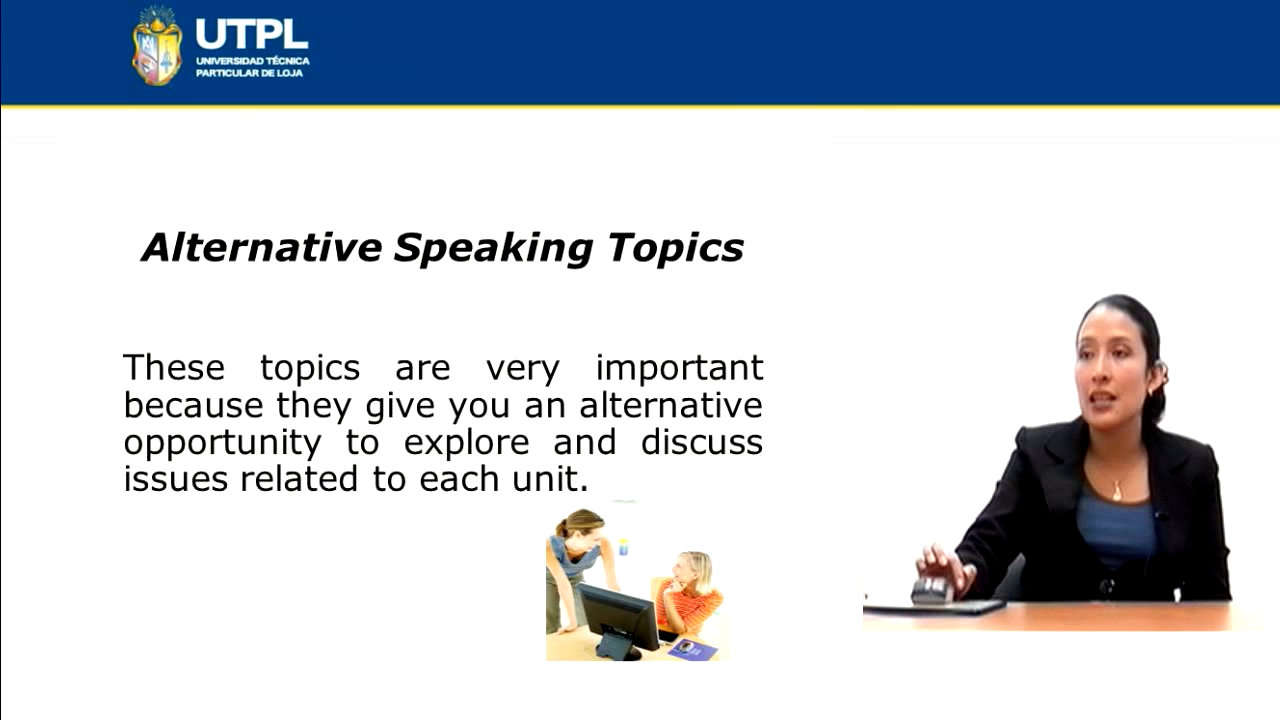 UTPL
UNIVERSIDAD TÉCNICA
PARTICULAR DE LOJA
Alternative Speaking Topics
These topics are very important
because they give you an alternative
opportunity to explore and discuss
issues related to each unit.